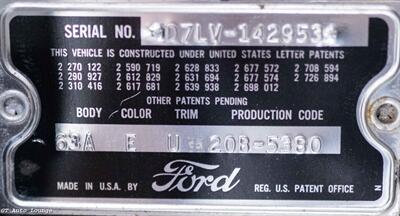 SERIAL NO. D7LV-142953
THIS VEHICLE IS CONSTRUCTED UNDER UNITED STATES LETTER PATENTS
2 270 122 2 590 719 2 628 833 2 677 572 2 708 594
2 290 927 2 612 829 2 631 694 2 677 574 2 726 894
2 310 416 2 617 681 2 639 938 2 698 012
OTHER PATENTS PENDING
BODY COLOR TRIM PRODUCTION CODE
63A E U 20B-5380
MADE IN U.S.A. BY Ford REG. U.S. PATENT OFFICE
N
GT Auto Lounge